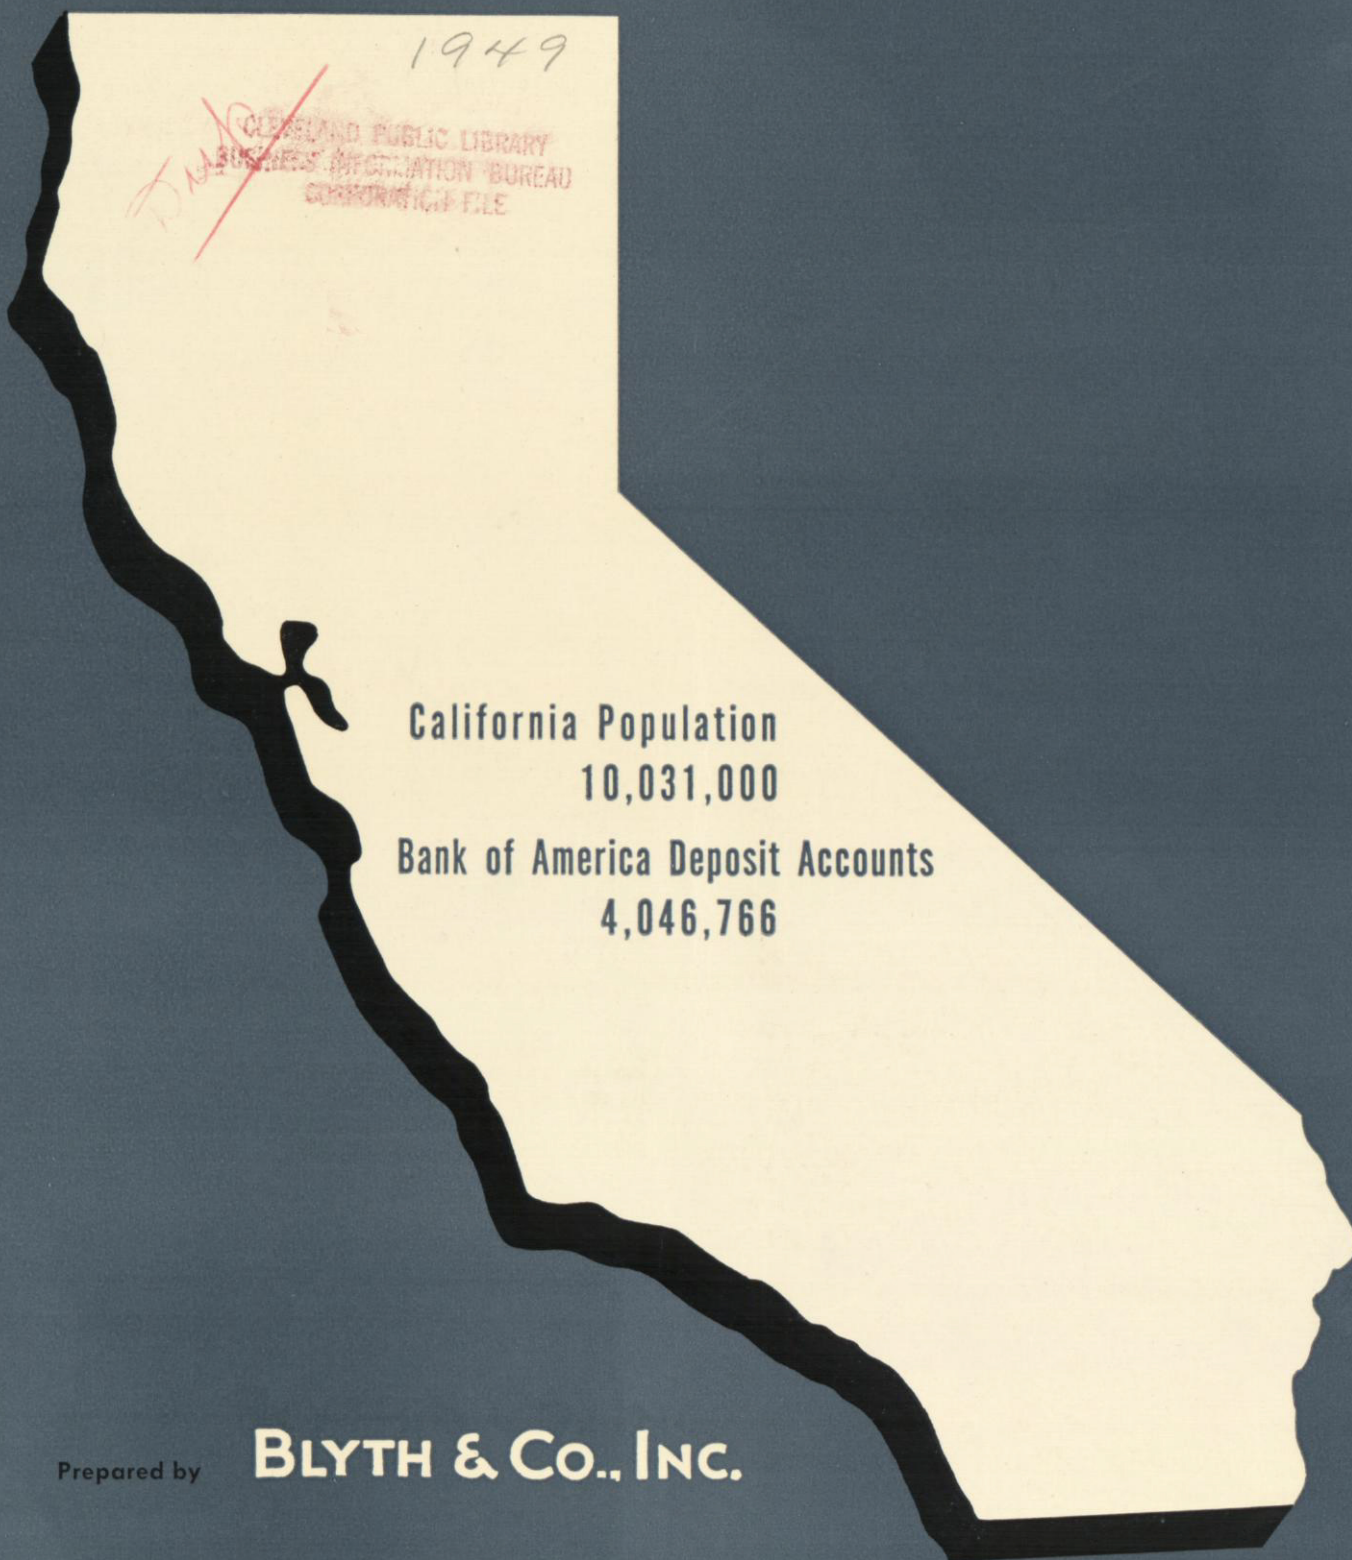 1949
CLEVELAND PUBLIC LIBRARY
BUSINESS INFORMATION BUREAU
CORPORATION FILE
California Population
10,031,000
Bank of America Deposit Accounts
4,046,766
Prepared by BLYTH & CO., INC.